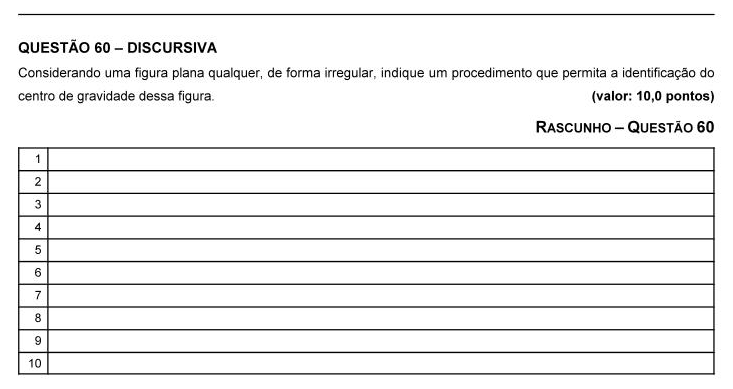 QUESTÃO 60 – DISCURSIVA
Considerando uma figura plana qualquer, de forma irregular, indique um procedimento que permita a identificação do
centro de gravidade dessa figura. (valor: 10,0 pontos)
RASCUNHO – QUESTÃO 60
1
2
3
4
5
6
7
8
9
10